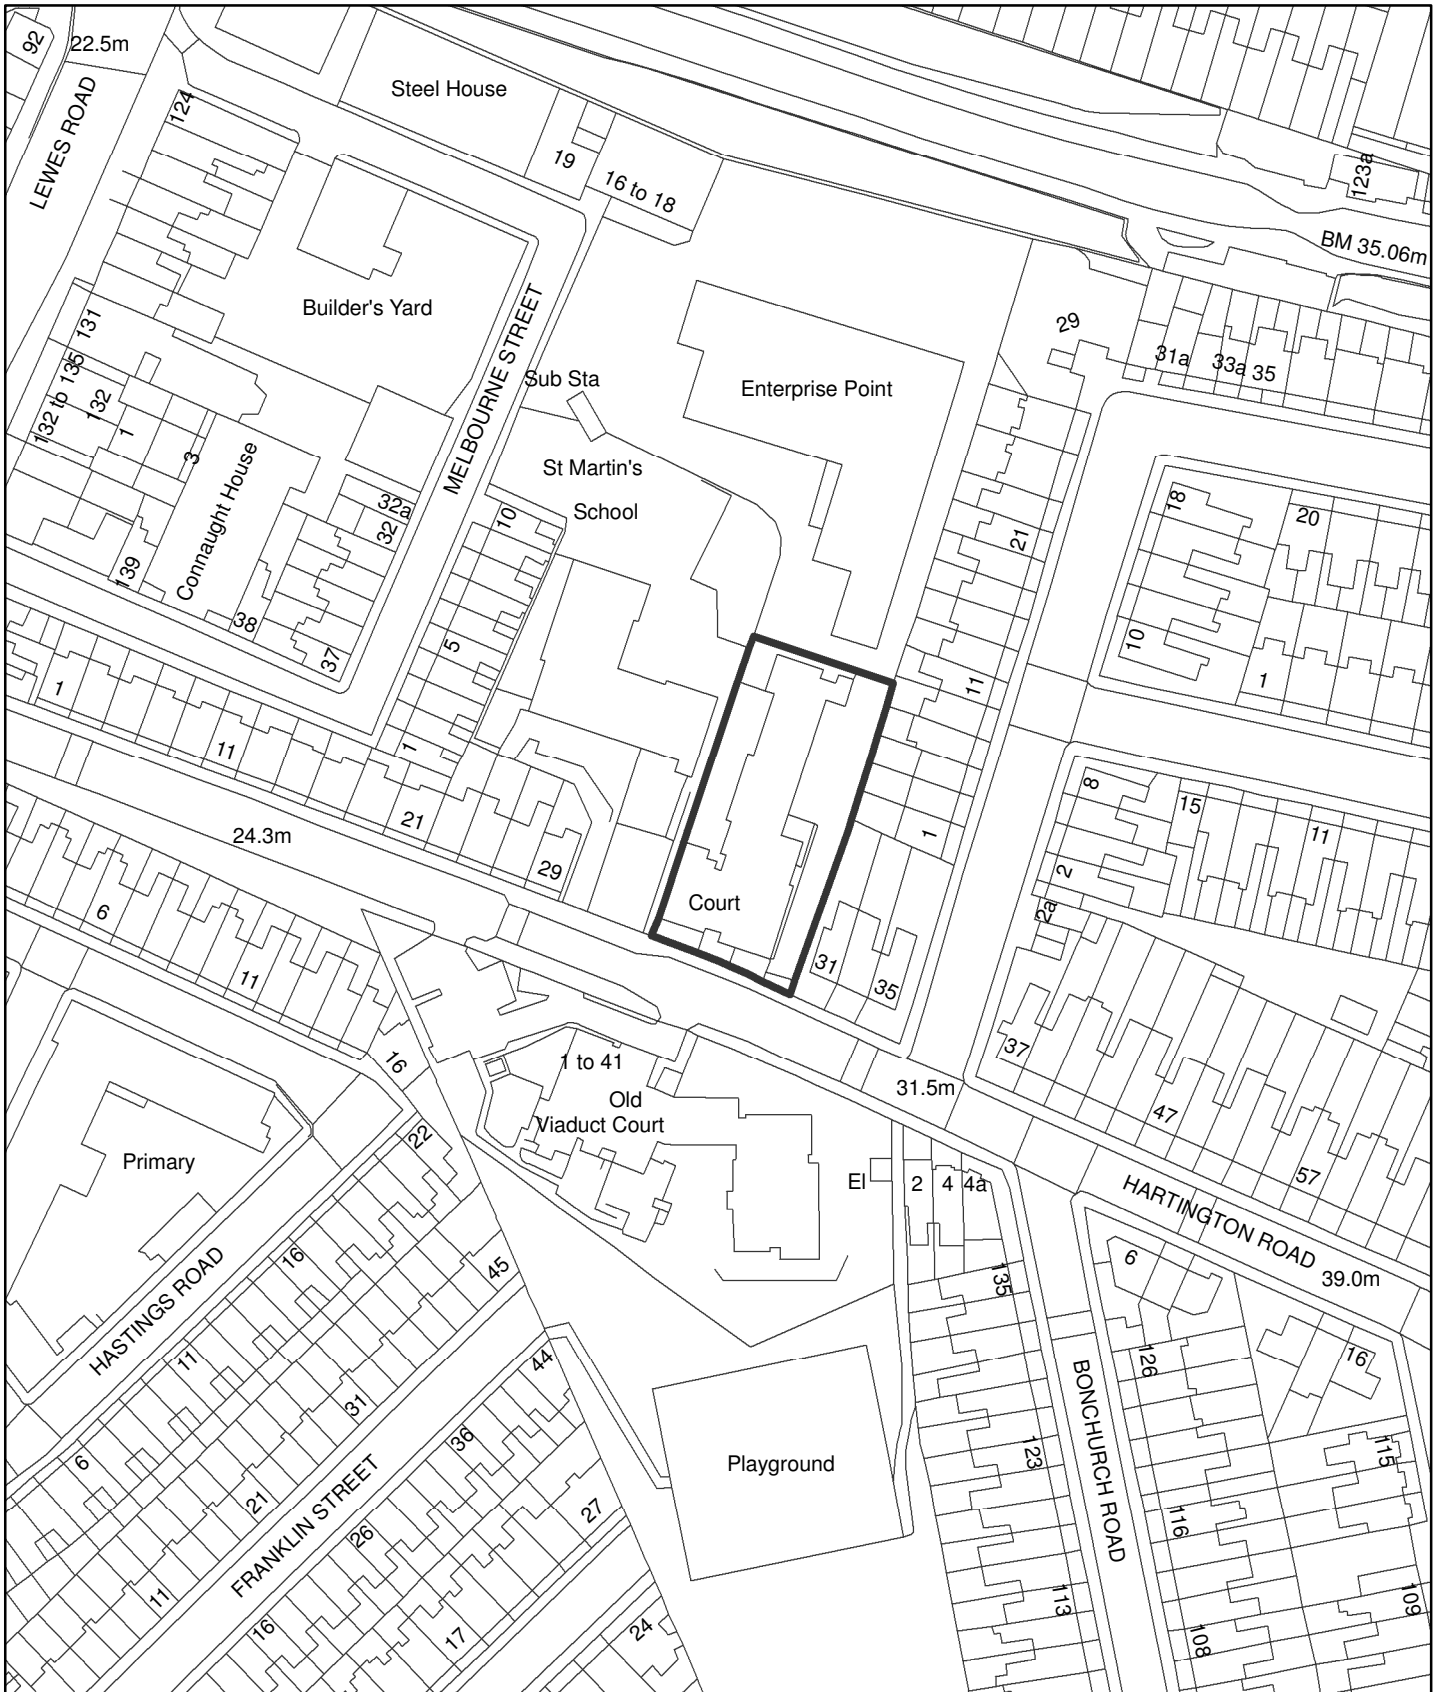 92
22.5m
LEWES ROAD
124
Steel House
19
16 to 18
123a
BM 35.06m
Builder's Yard
MELBOURNE STREET
131
132 to 135
132
1
3
Connaught House
139
38
37
32a
32
Sub Sta
St Martin's
School
Enterprise Point
29
31a
33a
35
10
5
1
21
11
1
18
10
20
1
1
11
21
29
24.3m
6
11
16
Court
31
35
8
2
2a
15
11
37
47
57
31.5m
HARTINGTON ROAD
39.0m
1 to 41
Old
Viaduct Court
El
2
4
4a
Primary
HASTINGS ROAD
22
16
11
6
45
31
21
11
FRANKLIN STREET
44
36
26
16
27
17
24
Playground
135
123
113
BONCHURCH ROAD
6
126
116
108
16
115
109